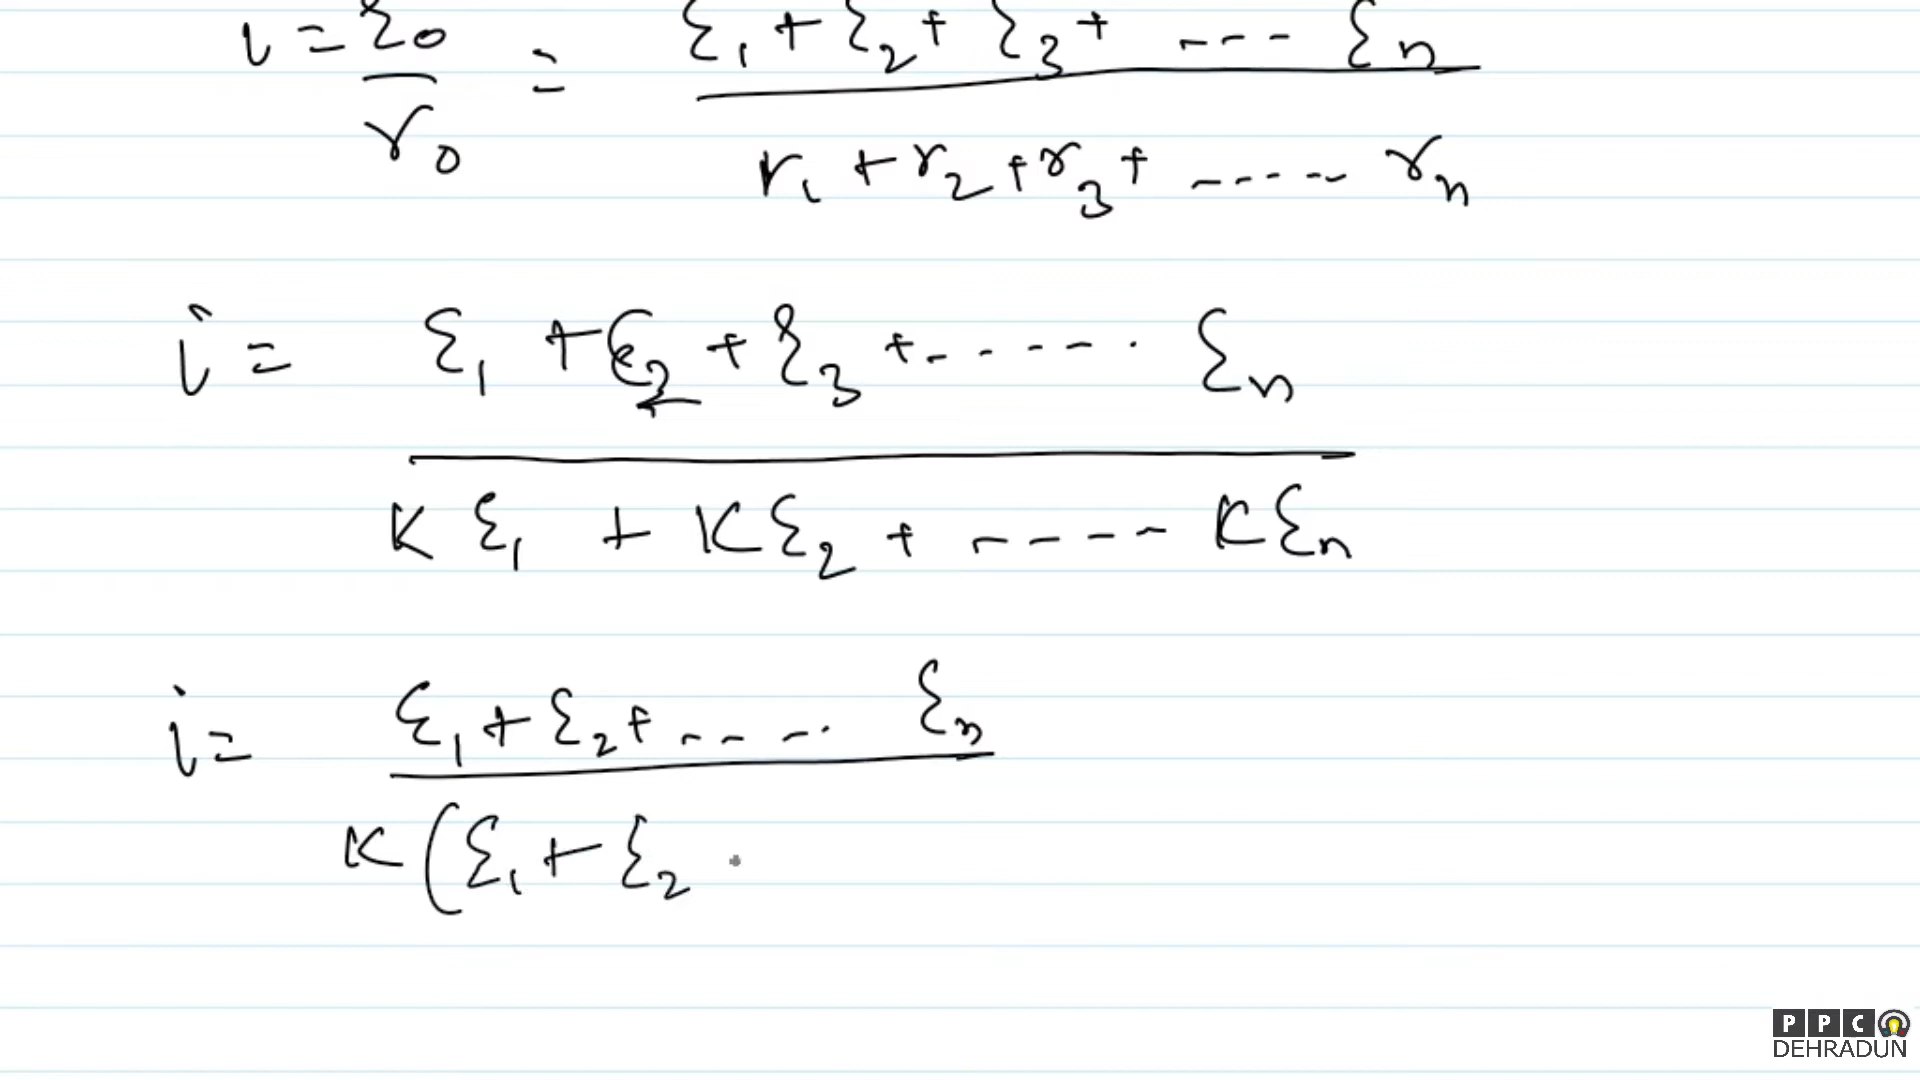 i = ε₀/r₀ = (ε₁ + ε₂ + ε₃ + ---- εₙ)/(r₁ + r₂ + r₃ + ----- rₙ)
i = (ε₁ + ε₂ + ε₃ + ------ εₙ)/(Kε₁ + Kε₂ + ----- Kεₙ)
i = (ε₁ + ε₂ + ----- εₙ)/(K(ε₁ + ε₂
PPC
DEHRADUN